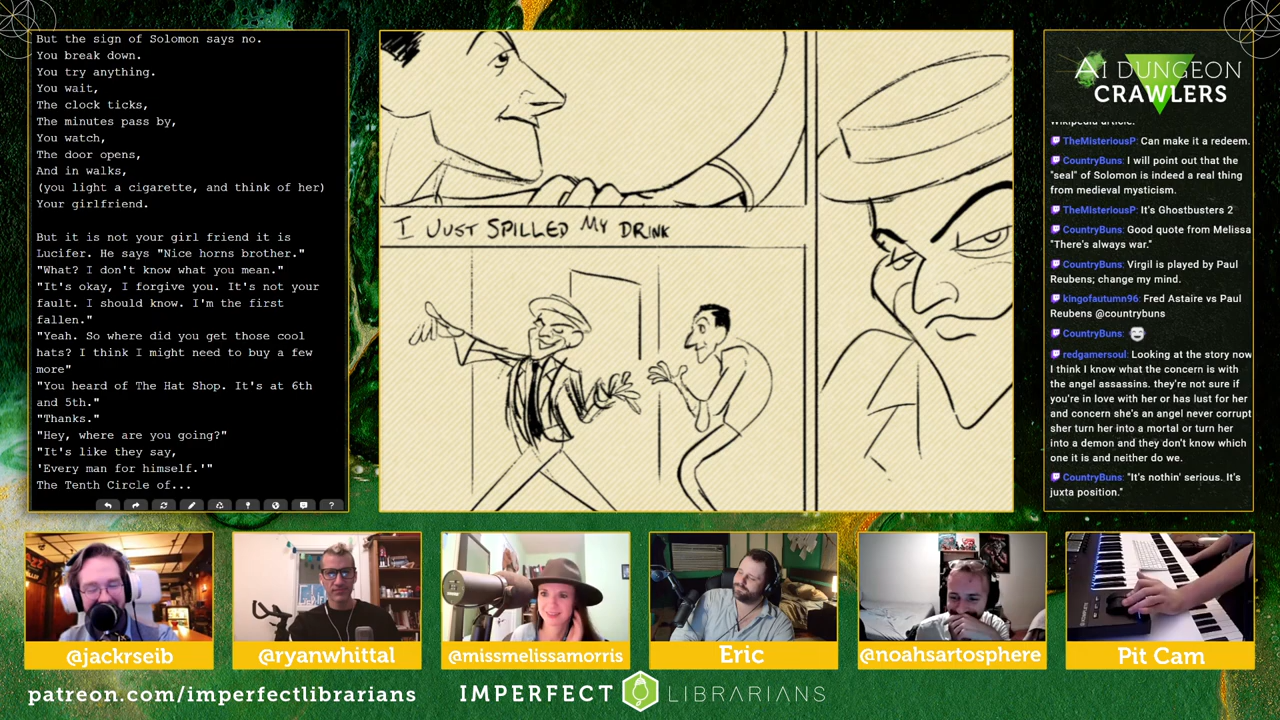 But the sign of Solomon says no.
You break down.
You try anything.
You wait,
The clock ticks,
The minutes pass by,
You watch,
The door opens,
And in walks,
(you light a cigarette, and think of her)
Your girlfriend.
But it is not your girl friend it is
Lucifer. He says "Nice horns brother."
"What? I don't know what you mean."
"It's okay, I forgive you. It's not your
fault. I should know. I'm the first
fallen."
"Yeah. So where did you get those cool
hats? I think I might need to buy a few
more"
"You heard of The Hat Shop. It's at 6th
and 5th."
"Thanks."
"Hey, where are you going?"
"It's like they say,
'Every man for himself.'"
The Tenth Circle of...
?
I JUST SPILLED MY DRINK
AI DUNGEON
CRAWLERS
Wikipedia article.
TheMisteriousP: Can make it a redeem.
CountryBuns: I will point out that the
"seal" of Solomon is indeed a real thing
from medieval mysticism.
TheMisteriousP: It's Ghostbusters 2
CountryBuns: Good quote from Melissa
"There's always war."
CountryBuns: Virgil is played by Paul
Reubens; change my mind.
kingofautumn96: Fred Astaire vs Paul
Reubens @countrybuns
CountryBuns:
redgamersoul: Looking at the story now
I think I know what the concern is with
the angel assassins. they're not sure if
you're in love with her or has lust for her
and concern she's an angel never corrupt
sher turn her into a mortal or turn her
into a demon and they don't know which
one it is and neither do we.
CountryBuns: "It's nothin' serious. It's
juxta position."
@jackrseib
@ryanwhittal
@missmelissamorris
Eric
@noahsartosphere
Pit Cam
patreon.com/imperfectlibrarians
IMPERFECT LIBRARIANS